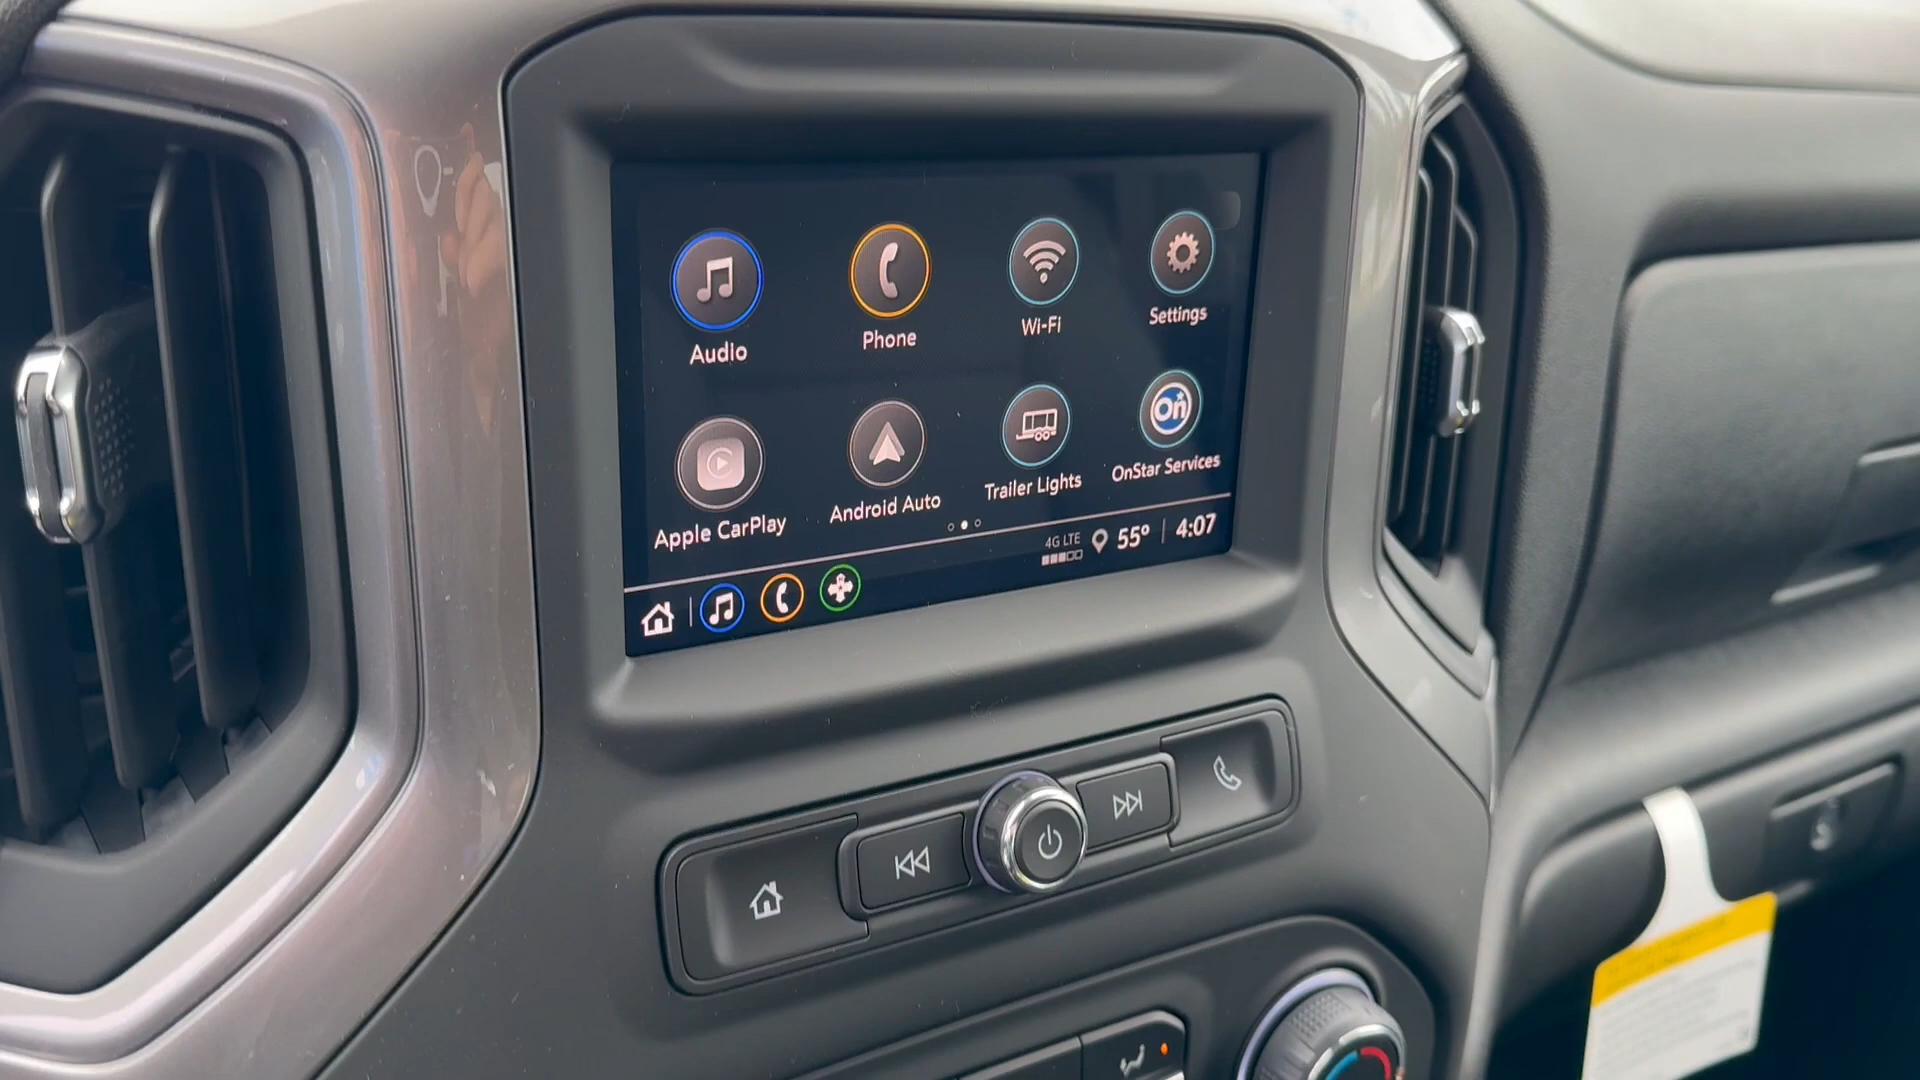 Audio
Phone
Wi-Fi
Settings
Apple CarPlay
Android Auto
Trailer Lights
On
OnStar Services
4G LTE
55°
4:07